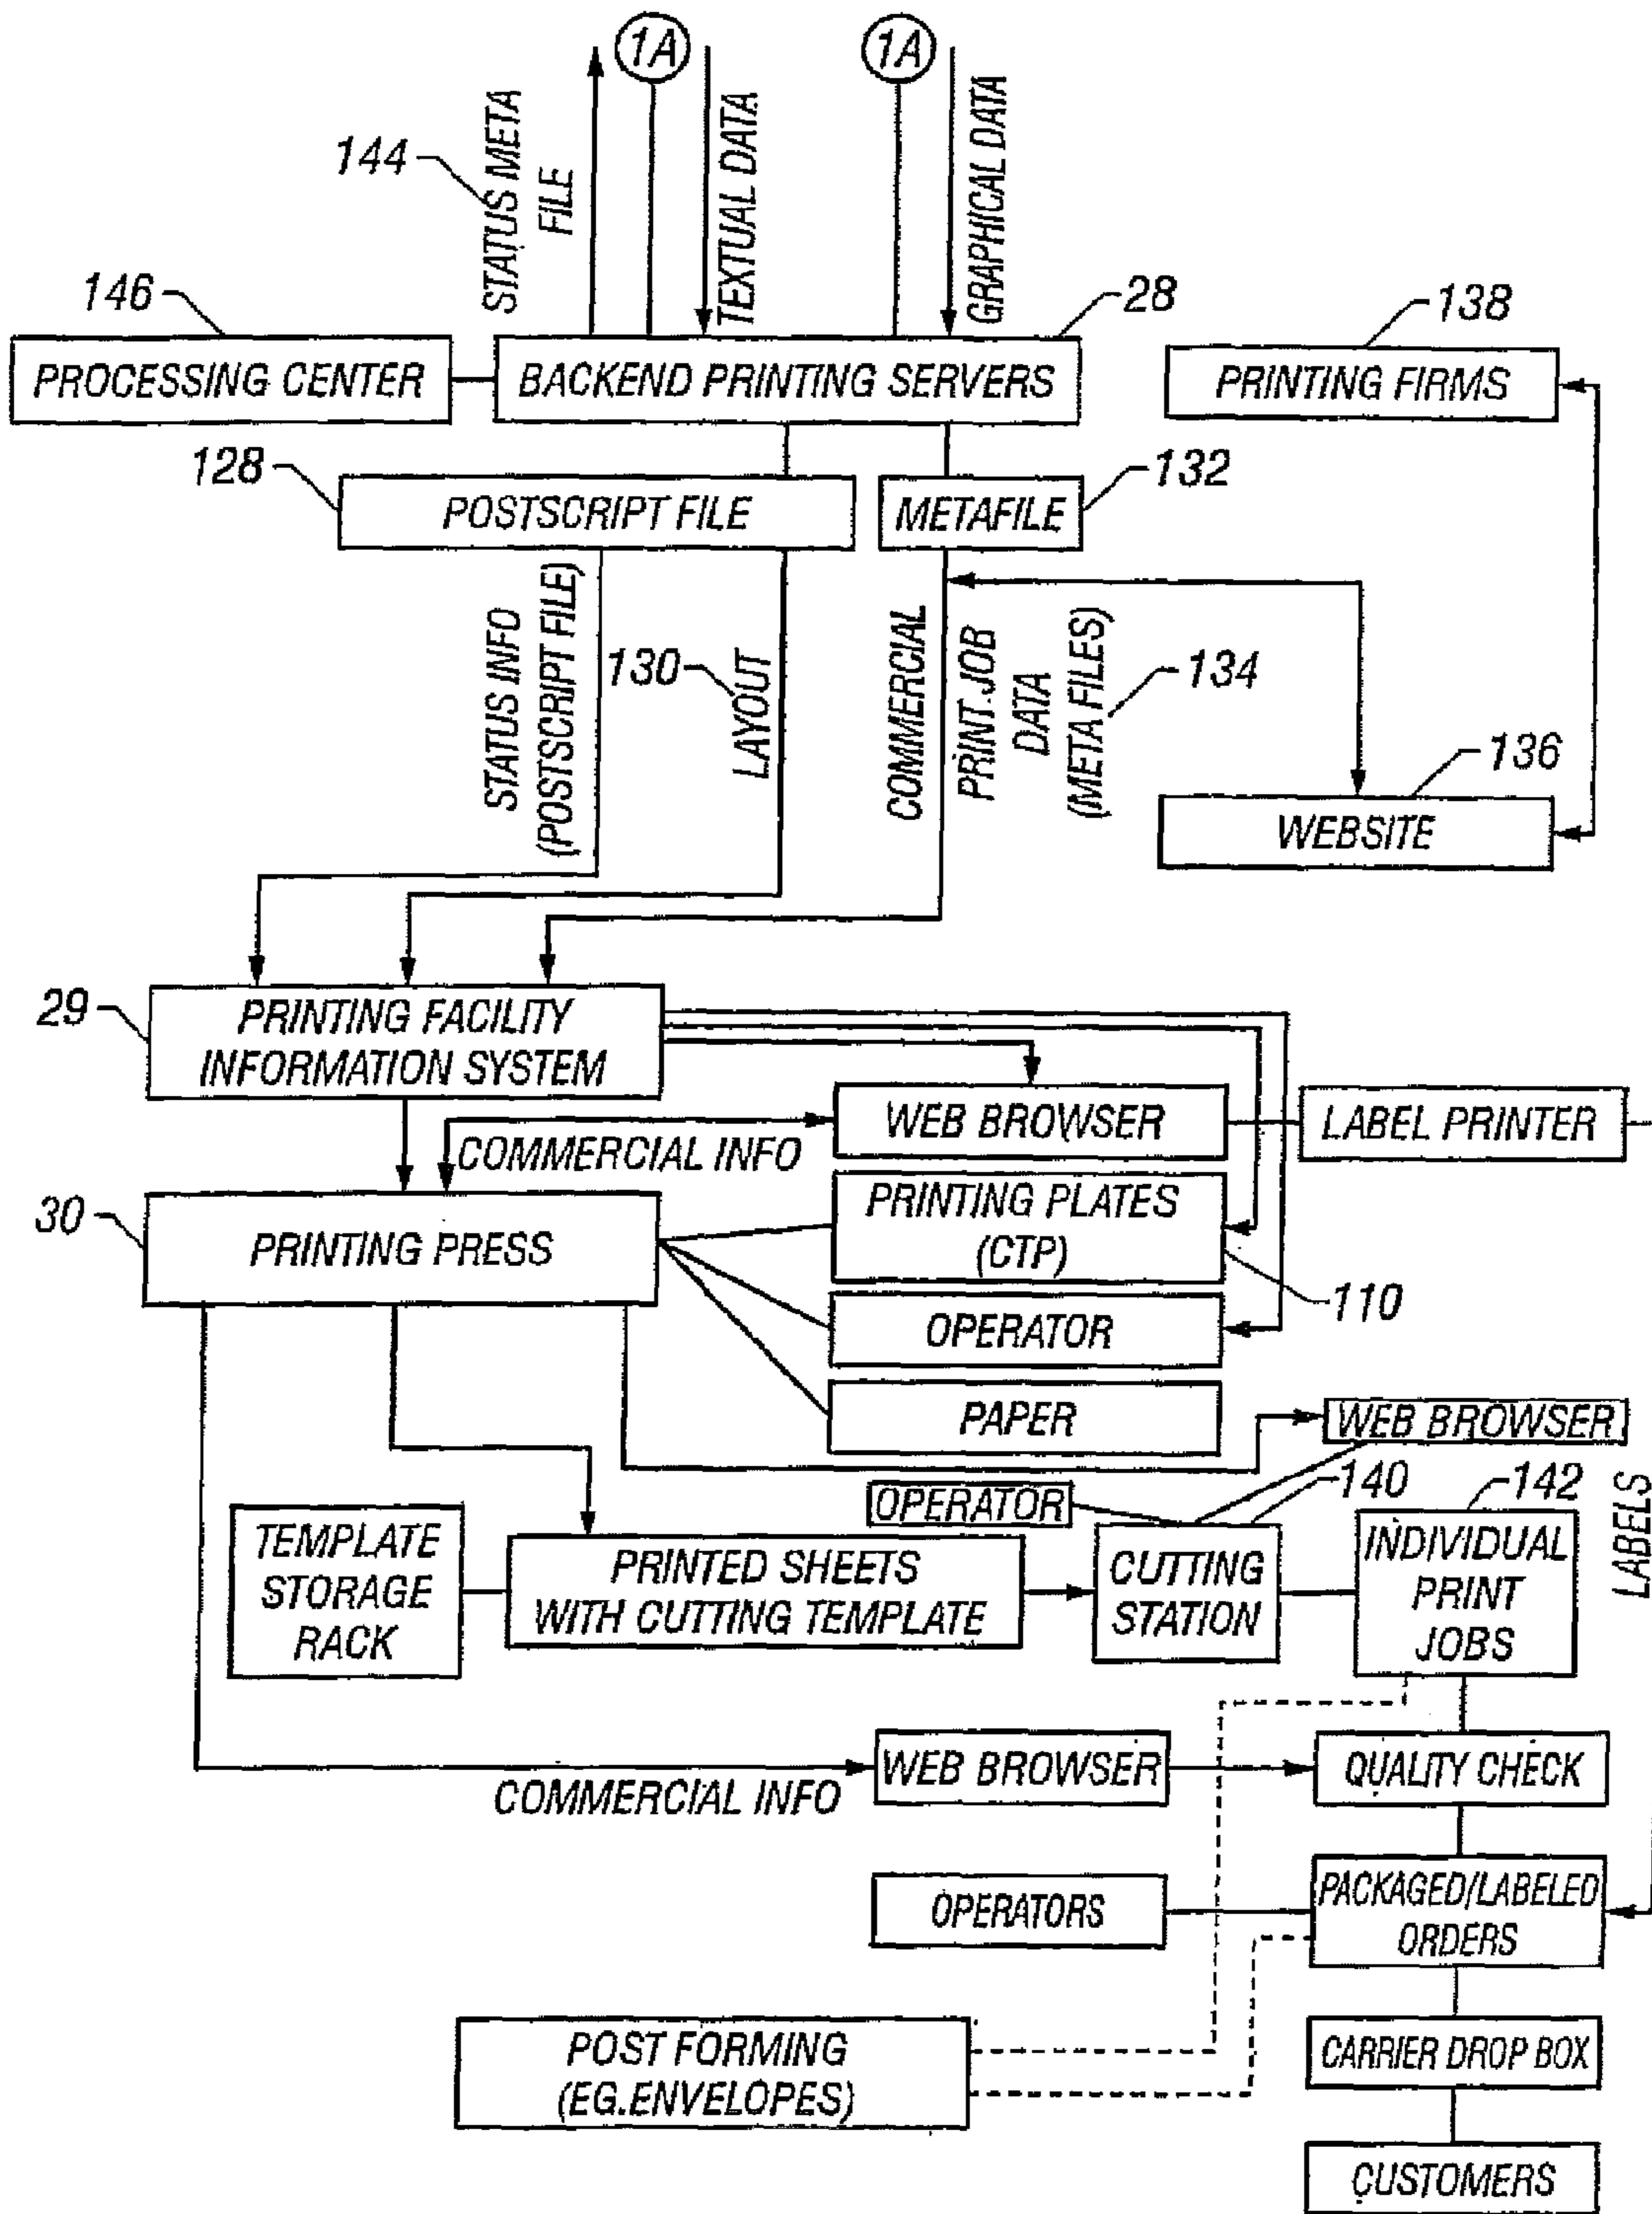 1A
1A
144
STATUS META
FILE
TEXTUAL DATA
GRAPHICAL DATA
146
28
138
PROCESSING CENTER
BACKEND PRINTING SERVERS
PRINTING FIRMS
128
132
POSTSCRIPT FILE
METAFILE
STATUS INFO
(POSTSCRIPT FILE)
130
LAYOUT
COMMERCIAL
PRINT JOB
DATA
(META FILES)
134
136
WEBSITE
29
PRINTING FACILITY
INFORMATION SYSTEM
WEB BROWSER
LABEL PRINTER
COMMERCIAL INFO
30
PRINTING PRESS
PRINTING PLATES
(CTP)
110
OPERATOR
PAPER
WEB BROWSER
OPERATOR
140
142
LABELS
TEMPLATE
STORAGE
RACK
PRINTED SHEETS
WITH CUTTING TEMPLATE
CUTTING
STATION
INDIVIDUAL
PRINT
JOBS
WEB BROWSER
QUALITY CHECK
COMMERCIAL INFO
OPERATORS
PACKAGED/LABELED
ORDERS
POST FORMING
(EG.ENVELOPES)
CARRIER DROP BOX
CUSTOMERS